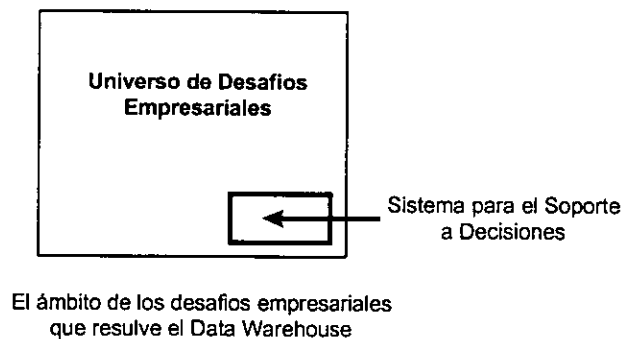 Universo de Desafios
Empresariales
Sistema para el Soporte
a Decisiones
El ámbito de los desafios empresariales
que resulve el Data Warehouse